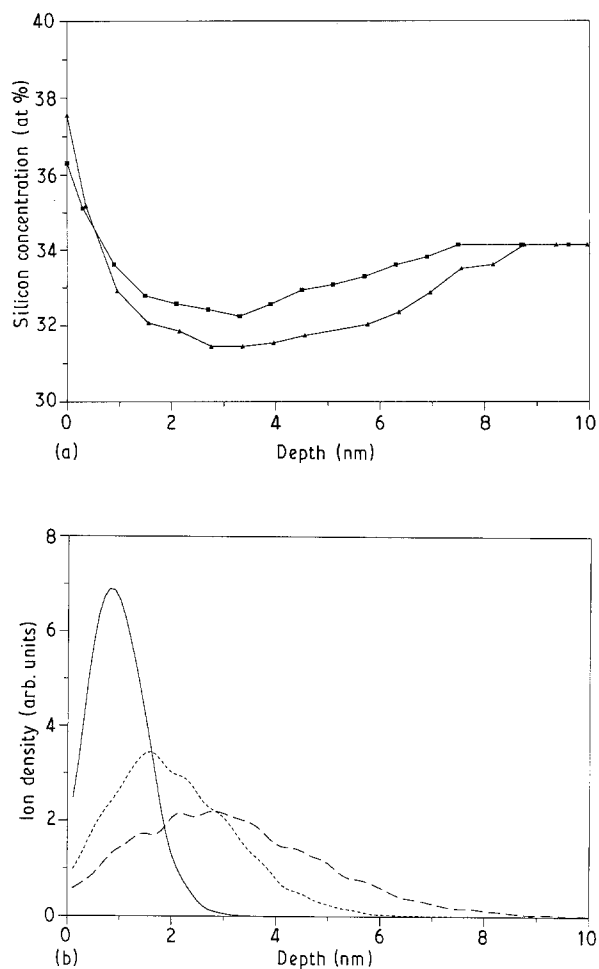 40
38
36
34
32
30
Silicon concentration (at %)
0 2 4 6 8 10
(a) Depth (nm)
8
6
4
2
0
Ion density (arb. units)
0 2 4 6 8 10
(b) Depth (nm)